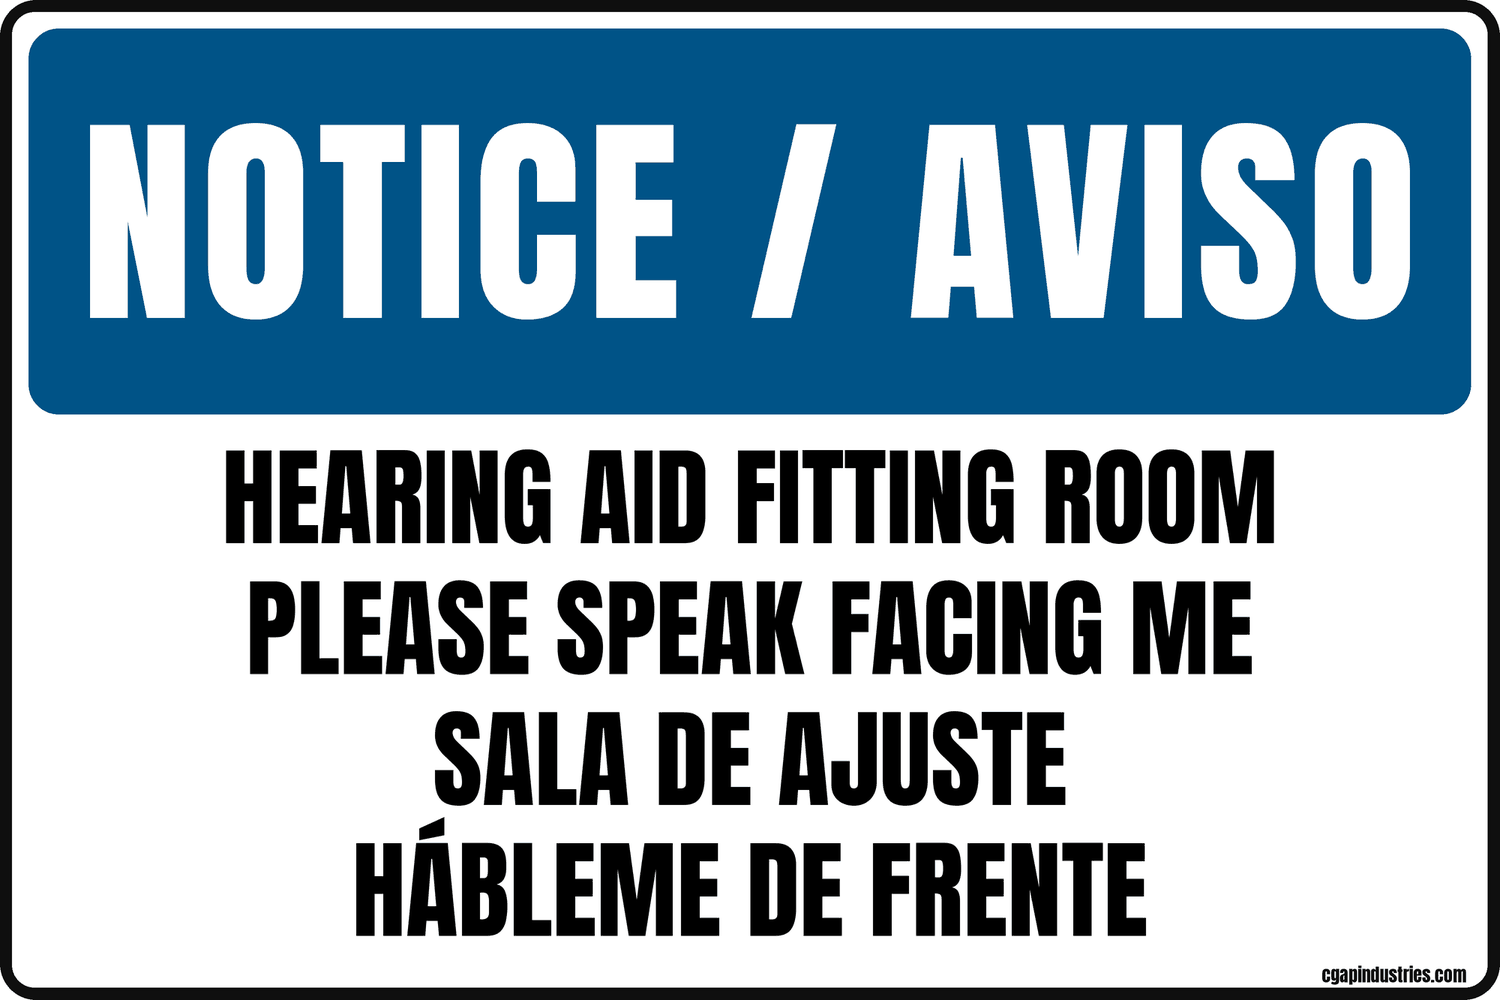 NOTICE / AVISO
HEARING AID FITTING ROOM
PLEASE SPEAK FACING ME
SALA DE AJUSTE
HÁBLEME DE FRENTE
cgapindustries.com